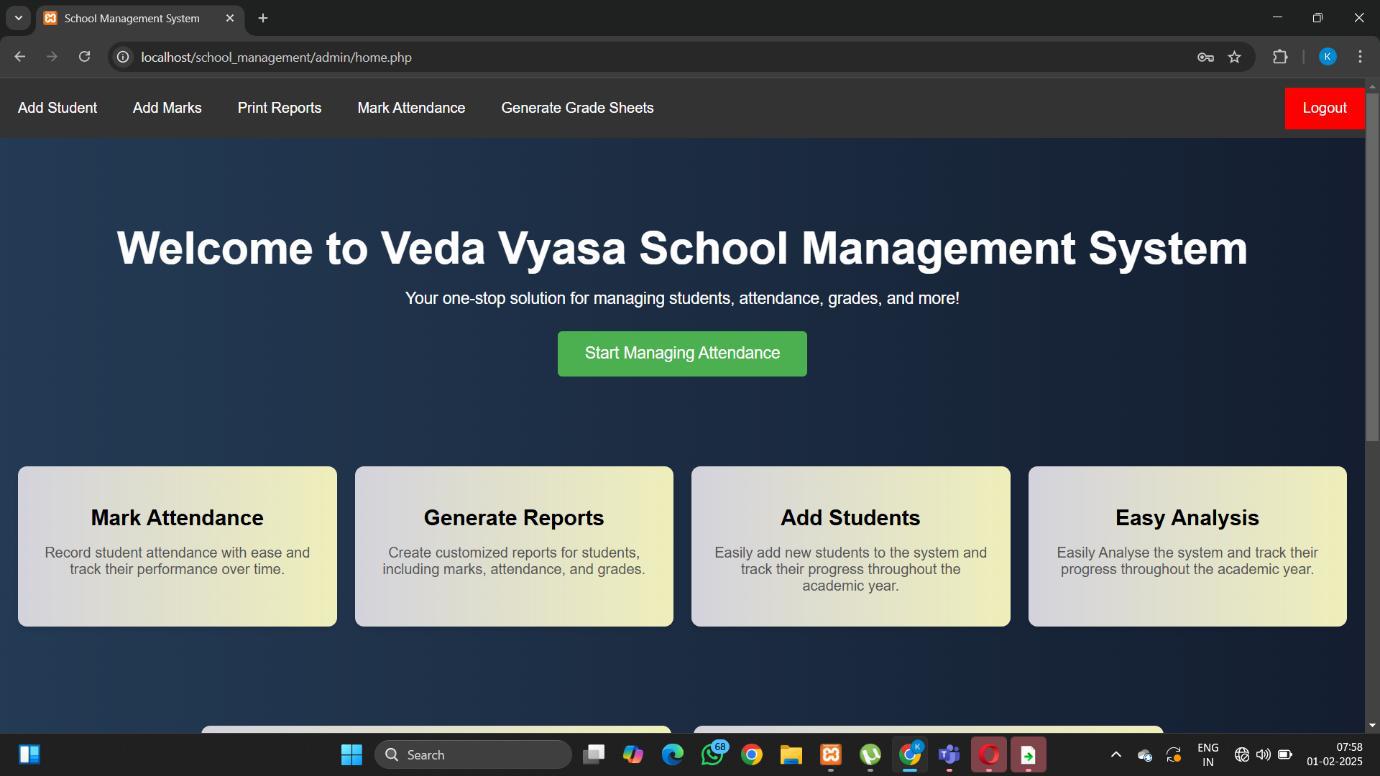 School Management System
localhost/school_management/admin/home.php
K
Add Student
Add Marks
Print Reports
Mark Attendance
Generate Grade Sheets
Logout
Welcome to Veda Vyasa School Management System
Your one-stop solution for managing students, attendance, grades, and more!
Start Managing Attendance
Mark Attendance
Record student attendance with ease and
track their performance over time.
Generate Reports
Create customized reports for students,
including marks, attendance, and grades.
Add Students
Easily add new students to the system and
track their progress throughout the
academic year.
Easy Analysis
Easily Analyse the system and track their
progress throughout the academic year.
Search
68
K
ENG
IN
07:58
01-02-2025